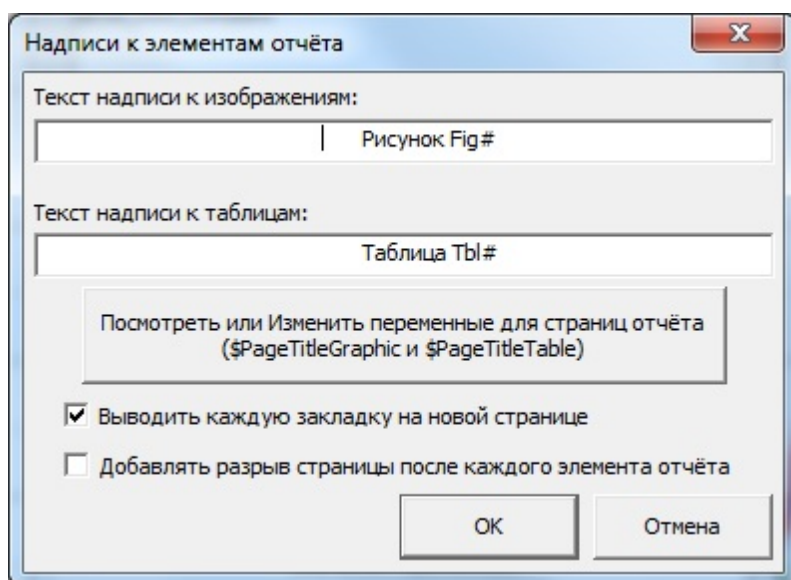 Надписи к элементам отчёта
Текст надписи к изображениям:
Рисунок Fig#
Текст надписи к таблицам:
Таблица Tbl#
Посмотреть или Изменить переменные для страниц отчёта
($PageTitleGraphic и $PageTitleTable)
Выводить каждую закладку на новой странице
Добавлять разрыв страницы после каждого элемента отчёта
OK
Отмена